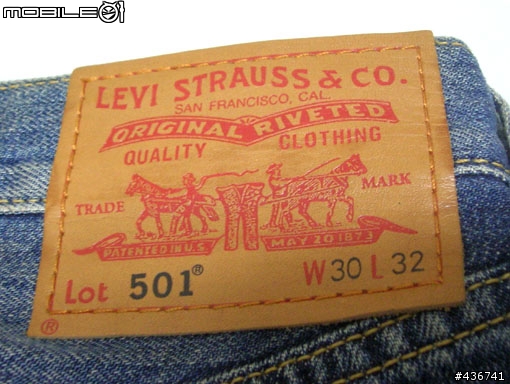 MOBILE01
LEVI STRAUSS & CO.
SAN FRANCISCO, CAL.
ORIGINAL RIVETED
QUALITY CLOTHING
TRADE MARK
PATENTED IN U.S. MAY 20 1873
Lot 501® W30 L 32
®
#436741